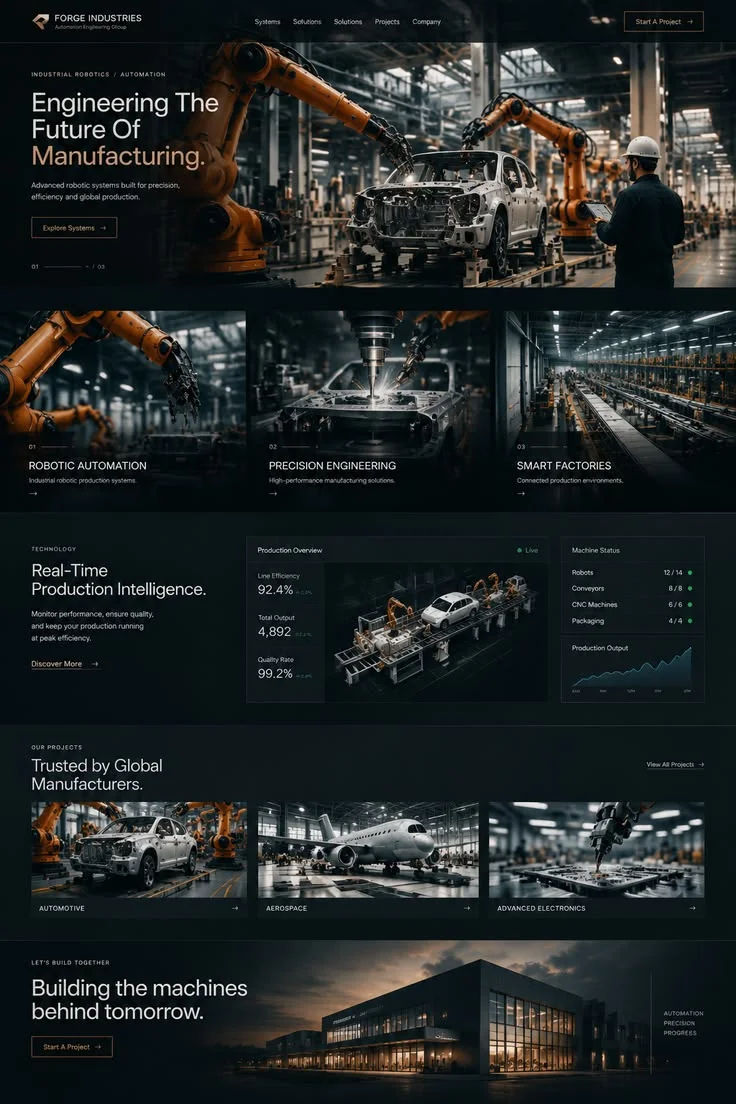 FORGE INDUSTRIES
Automation Engineering Group
Systems
Solutions
Solutions
Projects
Company
Start A Project →
INDUSTRIAL ROBOTICS / AUTOMATION
Engineering The
Future Of
Manufacturing.
Advanced robotic systems built for precision,
efficiency and global production.
Explore Systems →
01
/ 03
01
ROBOTIC AUTOMATION
Industrial robotic production systems.
→
02
PRECISION ENGINEERING
High-performance manufacturing solutions.
→
03
SMART FACTORIES
Connected production environments.
→
TECHNOLOGY
Real-Time
Production Intelligence.
Monitor performance, ensure quality,
and keep your production running
at peak efficiency.
Discover More →
Production Overview
Live
Line Efficiency
92.4%
Total Output
4,892
Quality Rate
99.2%
Machine Status
Robots 12 / 14
Conveyors 8 / 8
CNC Machines 6 / 6
Packaging 4 / 4
Production Output
OUR PROJECTS
Trusted by Global
Manufacturers.
View All Projects →
AUTOMOTIVE →
AEROSPACE →
ADVANCED ELECTRONICS →
LET'S BUILD TOGETHER
Building the machines
behind tomorrow.
Start A Project →
AUTOMATION
PRECISION
PROGRESS